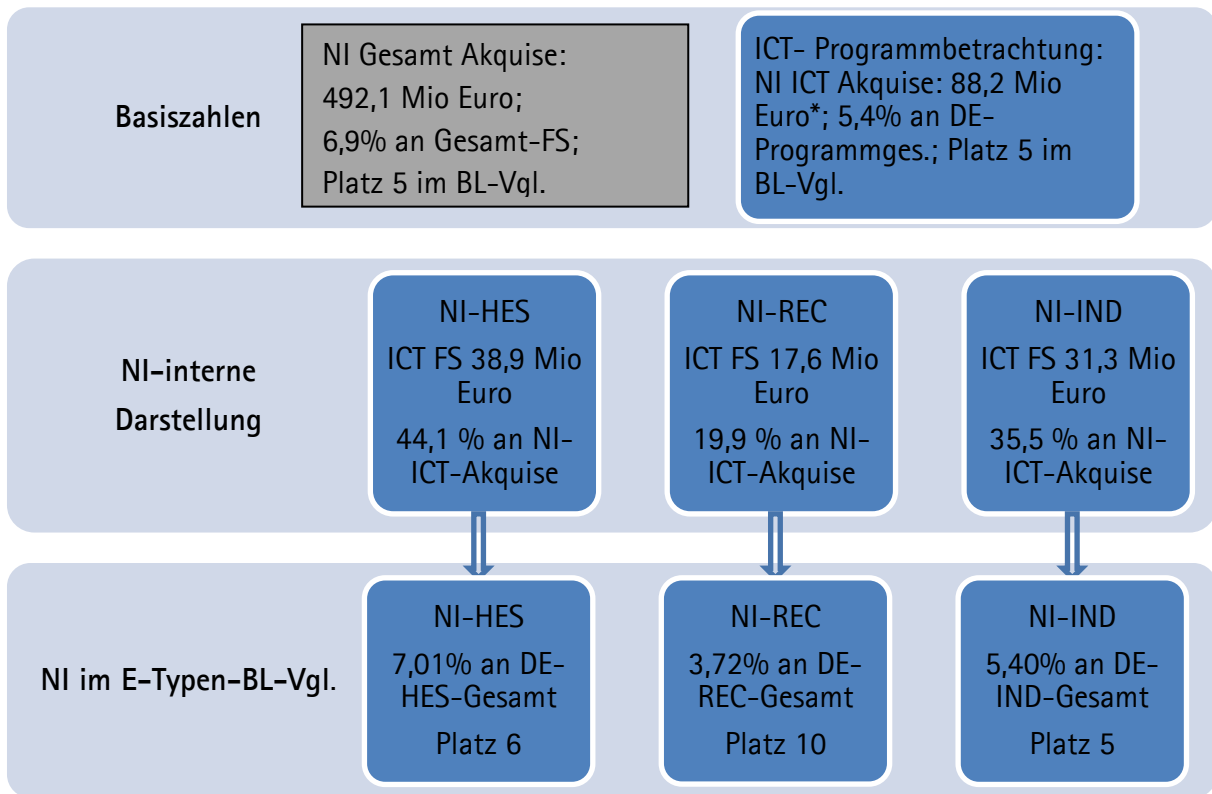 Basiszahlen
NI Gesamt Akquise:
492,1 Mio Euro;
6,9% an Gesamt-FS;
Platz 5 im BL-Vgl.
ICT- Programmbetrachtung:
NI ICT Akquise: 88,2 Mio
Euro*; 5,4% an DE-
Programmges.; Platz 5 im
BL-Vgl.
NI-interne
Darstellung
NI-HES
ICT FS 38,9 Mio
Euro
44,1 % an NI-
ICT-Akquise
NI-REC
ICT FS 17,6 Mio
Euro
19,9 % an NI-
ICT-Akquise
NI-IND
ICT FS 31,3 Mio
Euro
35,5 % an NI-
ICT-Akquise
NI im E-Typen-BL-Vgl.
NI-HES
7,01% an DE-
HES-Gesamt
Platz 6
NI-REC
3,72% an DE-
REC-Gesamt
Platz 10
NI-IND
5,40% an DE-
IND-Gesamt
Platz 5